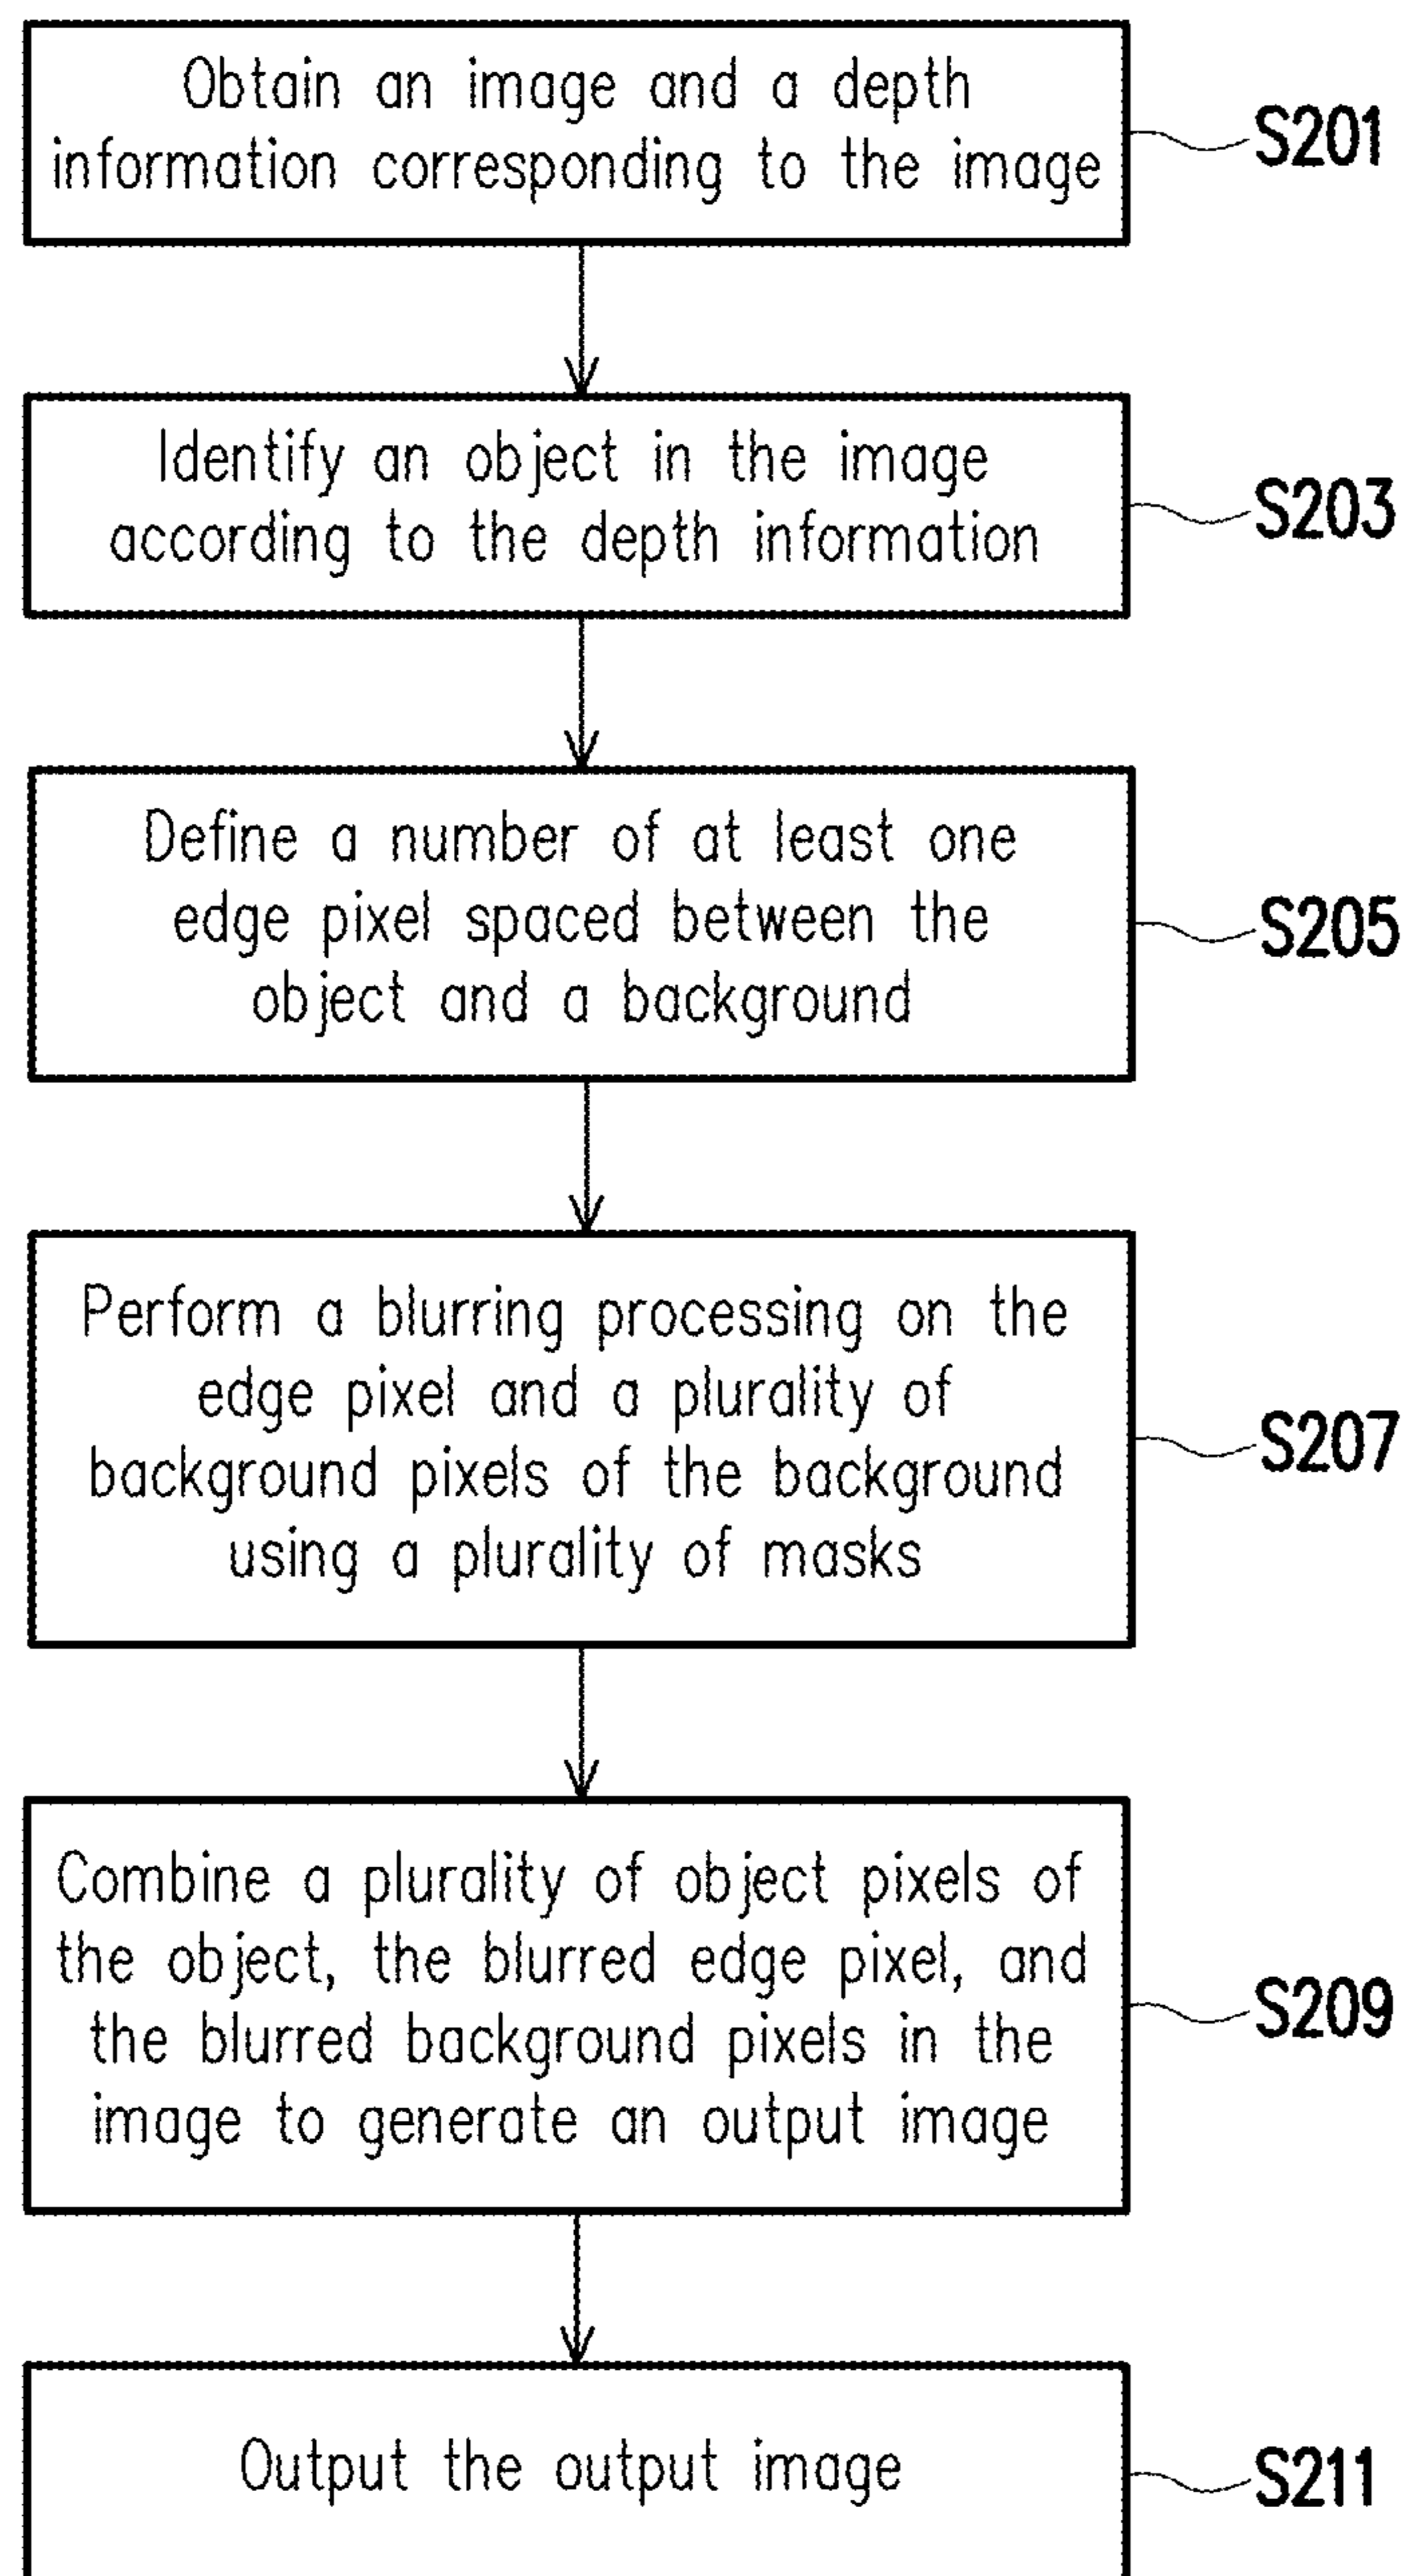 Obtain an image and a depth
information corresponding to the image
S201
Identify an object in the image
according to the depth information
S203
Define a number of at least one
edge pixel spaced between the
object and a background
S205
Perform a blurring processing on the
edge pixel and a plurality of
background pixels of the background
using a plurality of masks
S207
Combine a plurality of object pixels of
the object, the blurred edge pixel, and
the blurred background pixels in the
image to generate an output image
S209
Output the output image
S211